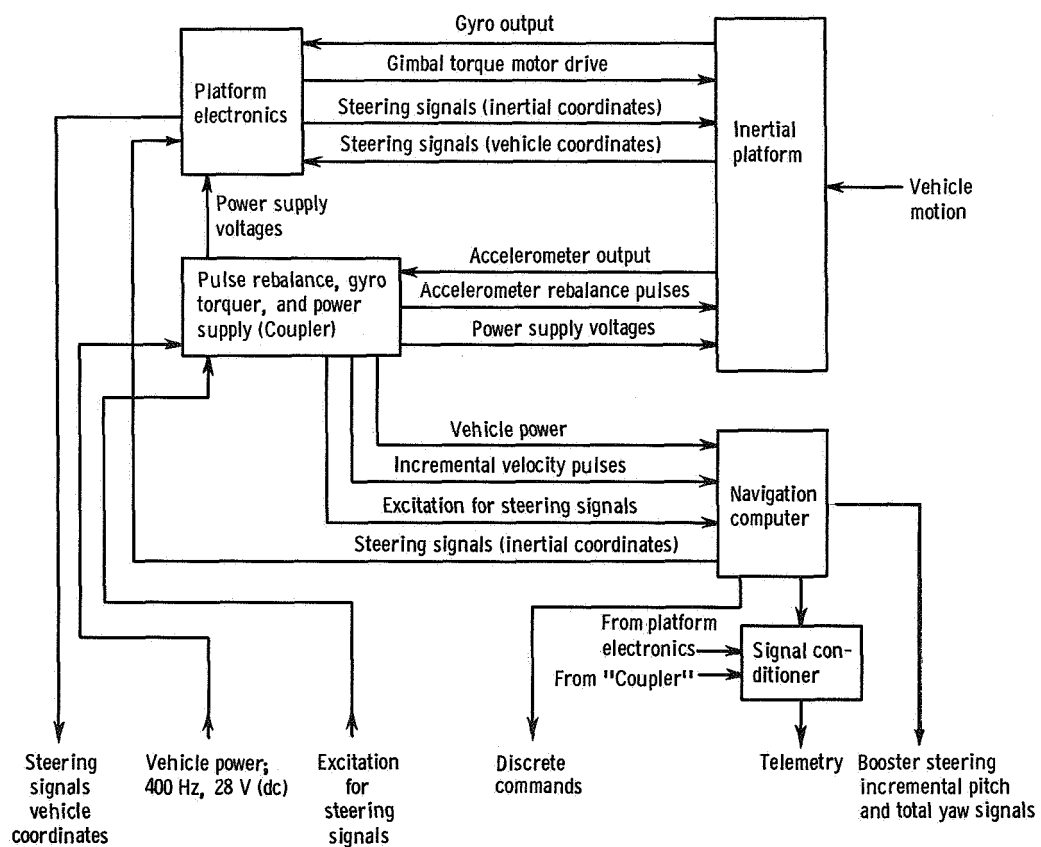 Gyro output
Gimbal torque motor drive
Platform
electronics
Steering signals (inertial coordinates)
Steering signals (vehicle coordinates)
Inertial
platform
Vehicle
motion
Power supply
voltages
Accelerometer output
Pulse rebalance, gyro
torquer, and power
supply (Coupler)
Accelerometer rebalance pulses
Power supply voltages
Vehicle power
Incremental velocity pulses
Excitation for steering signals
Steering signals (inertial coordinates)
Navigation
computer
From platform
electronics
From "Coupler"
Signal con-
ditioner
Steering
signals
vehicle
coordinates
Vehicle power;
400 Hz, 28 V (dc)
Excitation
for
steering
signals
Discrete
commands
Telemetry
Booster steering
incremental pitch
and total yaw signals